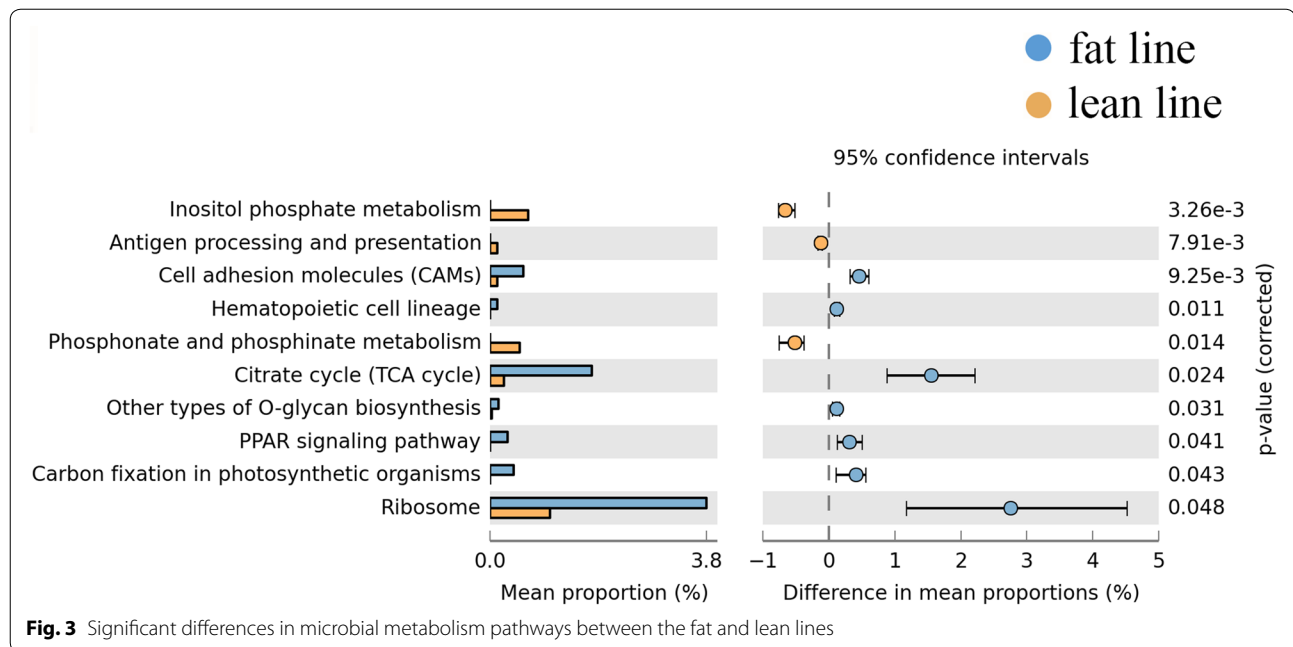 fat line
lean line
95% confidence intervals
Inositol phosphate metabolism 3.26e-3
Antigen processing and presentation 7.91e-3
Cell adhesion molecules (CAMs) 9.25e-3
Hematopoietic cell lineage 0.011
Phosphonate and phosphinate metabolism 0.014
Citrate cycle (TCA cycle) 0.024
Other types of O-glycan biosynthesis 0.031
PPAR signaling pathway 0.041
Carbon fixation in photosynthetic organisms 0.043
Ribosome 0.048
p-value (corrected)
0.0 3.8 −1 0 1 2 3 4 5
Mean proportion (%) Difference in mean proportions (%)
Fig. 3 Significant differences in microbial metabolism pathways between the fat and lean lines